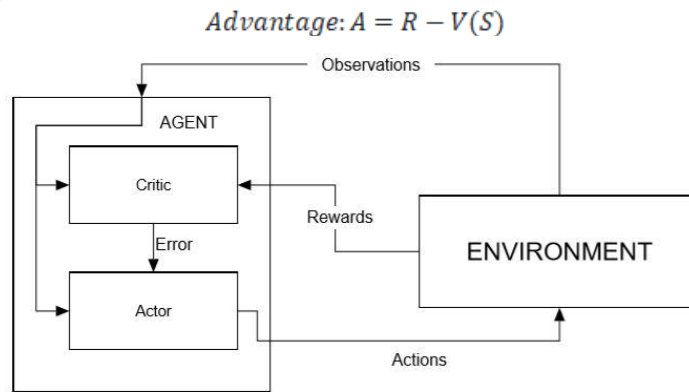 Advantage: A = R − V(S)
Observations
AGENT
Critic
Rewards
ENVIRONMENT
Error
Actor
Actions